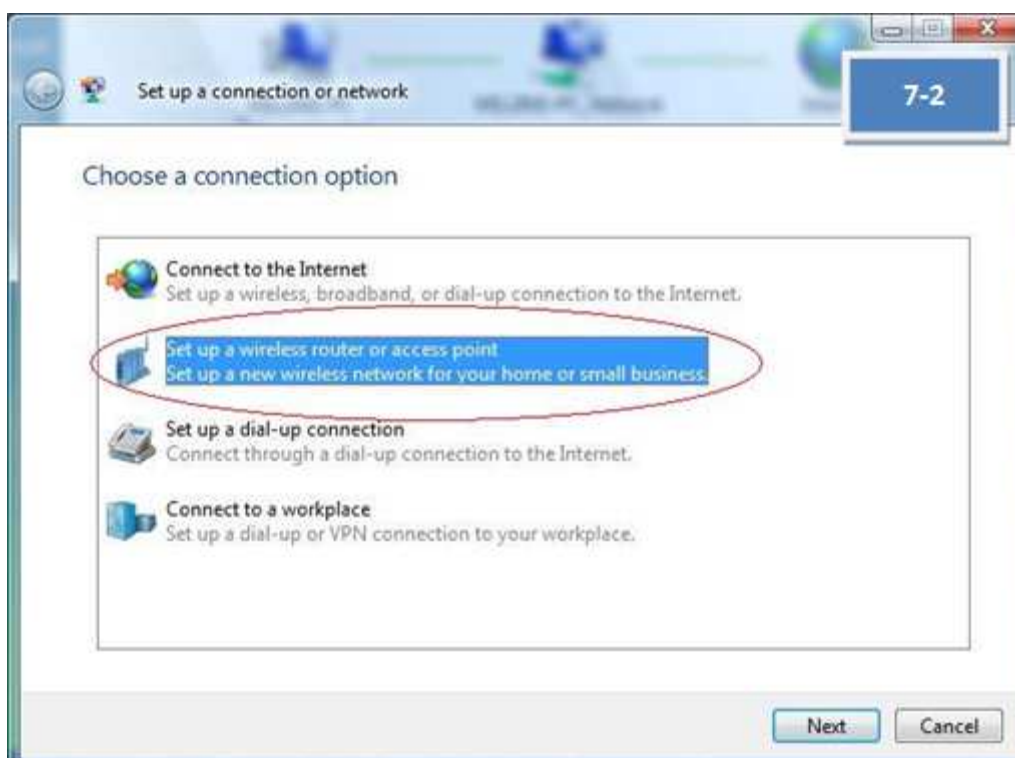 Set up a connection or network
7-2
Choose a connection option
Connect to the Internet
Set up a wireless, broadband, or dial-up connection to the Internet.
Set up a wireless router or access point
Set up a new wireless network for your home or small business.
Set up a dial-up connection
Connect through a dial-up connection to the Internet.
Connect to a workplace
Set up a dial-up or VPN connection to your workplace.
Next
Cancel